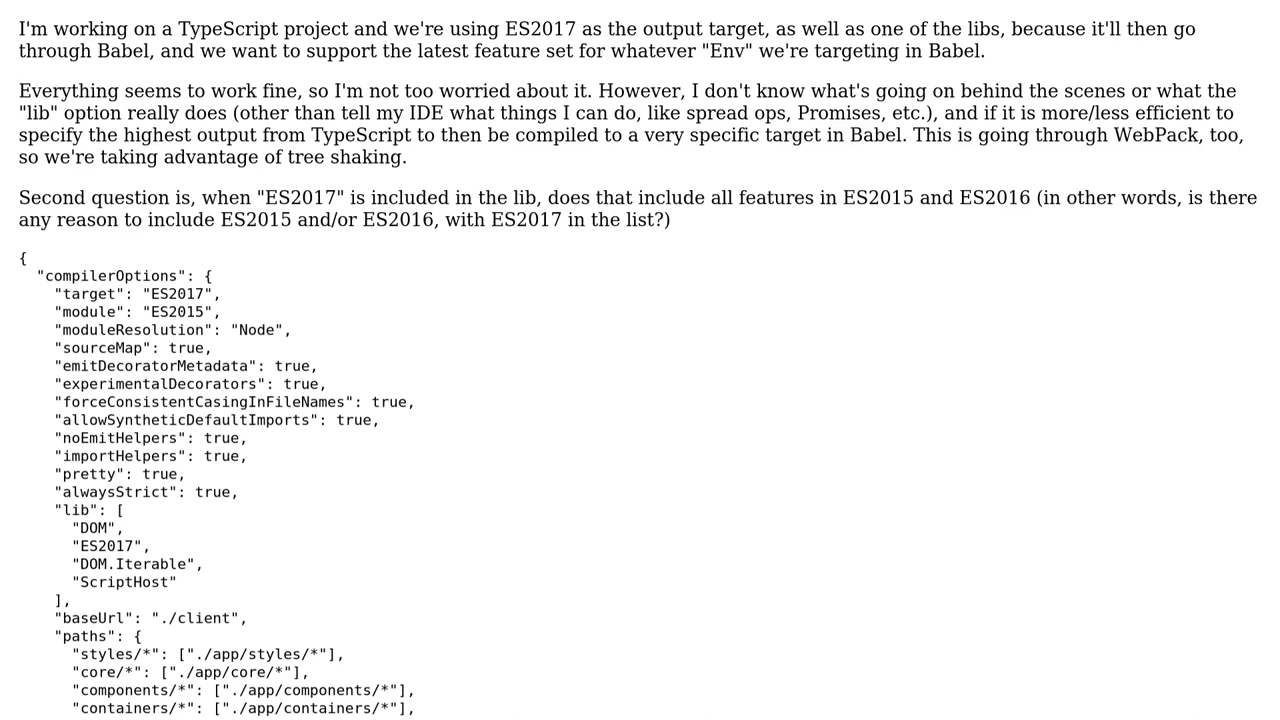 I'm working on a TypeScript project and we're using ES2017 as the output target, as well as one of the libs, because it'll then go
through Babel, and we want to support the latest feature set for whatever "Env" we're targeting in Babel.
Everything seems to work fine, so I'm not too worried about it. However, I don't know what's going on behind the scenes or what the
"lib" option really does (other than tell my IDE what things I can do, like spread ops, Promises, etc.), and if it is more/less efficient to
specify the highest output from TypeScript to then be compiled to a very specific target in Babel. This is going through WebPack, too,
so we're taking advantage of tree shaking.
Second question is, when "ES2017" is included in the lib, does that include all features in ES2015 and ES2016 (in other words, is there
any reason to include ES2015 and/or ES2016, with ES2017 in the list?)
{
  "compilerOptions": {
    "target": "ES2017",
    "module": "ES2015",
    "moduleResolution": "Node",
    "sourceMap": true,
    "emitDecoratorMetadata": true,
    "experimentalDecorators": true,
    "forceConsistentCasingInFileNames": true,
    "allowSyntheticDefaultImports": true,
    "noEmitHelpers": true,
    "importHelpers": true,
    "pretty": true,
    "alwaysStrict": true,
    "lib": [
      "DOM",
      "ES2017",
      "DOM.Iterable",
      "ScriptHost"
    ],
    "baseUrl": "./client",
    "paths": {
      "styles/*": ["./app/styles/*"],
      "core/*": ["./app/core/*"],
      "components/*": ["./app/components/*"],
      "containers/*": ["./app/containers/*"],